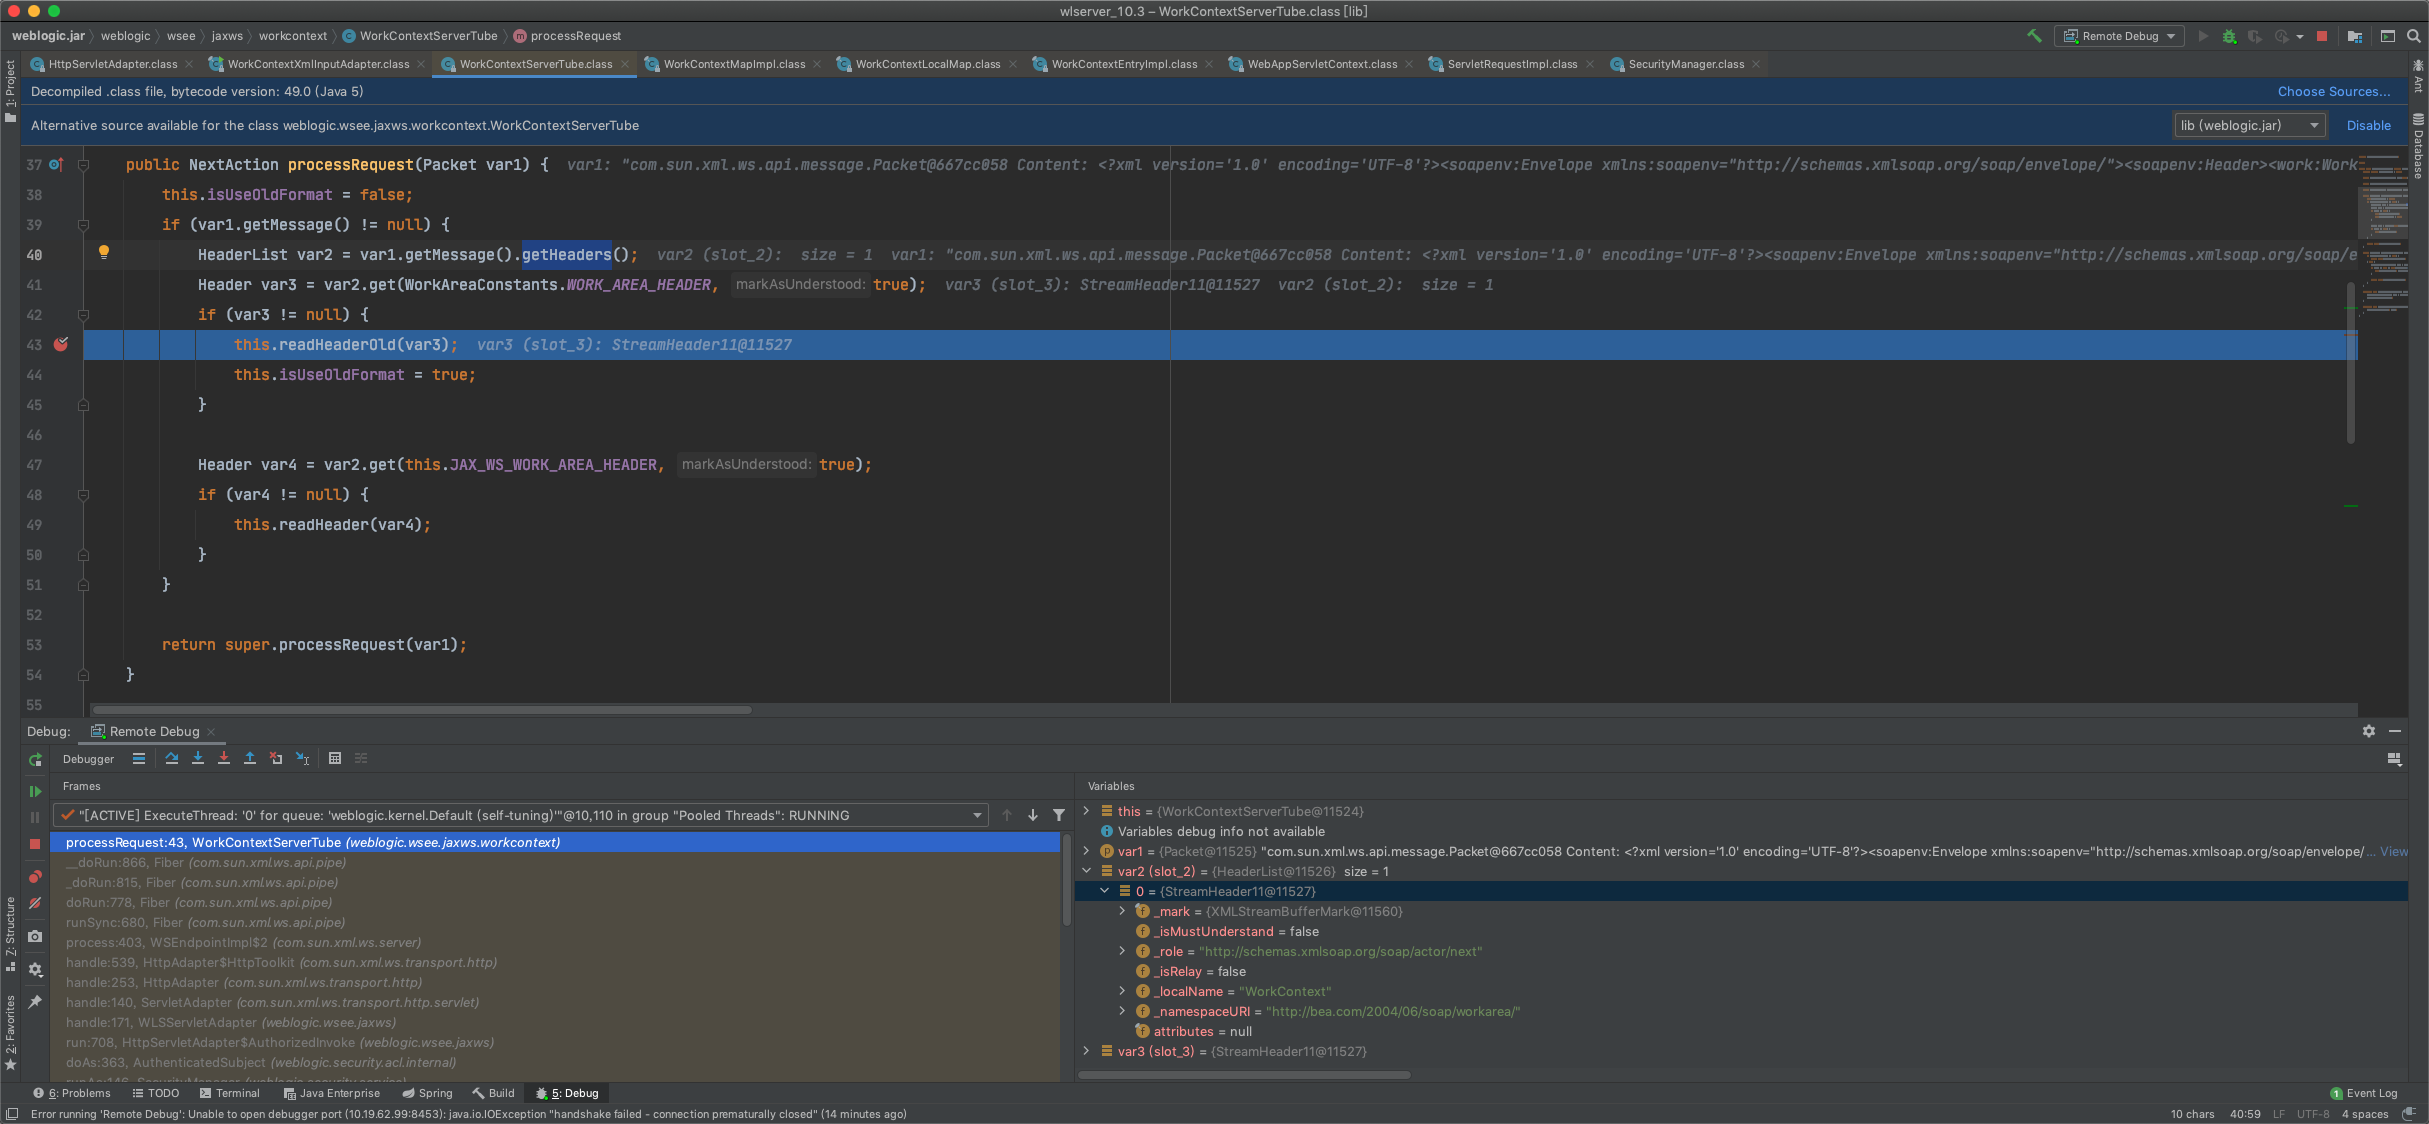 wlserver_10.3 – WorkContextServerTube.class [lib]
weblogic.jar weblogic wsee jaxws workcontext WorkContextServerTube processRequest Remote Debug
1: Project HttpServletAdapter.class WorkContextXmlInputAdapter.class WorkContextServerTube.class WorkContextMapImpl.class WorkContextLocalMap.class WorkContextEntryImpl.class WebAppServletContext.class ServletRequestImpl.class SecurityManager.class Ant
Decompiled .class file, bytecode version: 49.0 (Java 5) Choose Sources...
Alternative source available for the class weblogic.wsee.jaxws.workcontext.WorkContextServerTube lib (weblogic.jar) Disable
Database
37 public NextAction processRequest(Packet var1) { var1: "com.sun.xml.ws.api.message.Packet@667cc058 Content: <?xml version='1.0' encoding='UTF-8'?><soapenv:Envelope xmlns:soapenv="http://schemas.xmlsoap.org/soap/envelope/"><soapenv:Header><work:Work
38 this.isUseOldFormat = false;
39 if (var1.getMessage() != null) {
40 HeaderList var2 = var1.getMessage().getHeaders(); var2 (slot_2): size = 1 var1: "com.sun.xml.ws.api.message.Packet@667cc058 Content: <?xml version='1.0' encoding='UTF-8'?><soapenv:Envelope xmlns:soapenv="http://schemas.xmlsoap.org/soap/e
41 Header var3 = var2.get(WorkAreaConstants.WORK_AREA_HEADER, markAsUnderstood: true); var3 (slot_3): StreamHeader11@11527 var2 (slot_2): size = 1
42 if (var3 != null) {
43 this.readHeaderOld(var3); var3 (slot_3): StreamHeader11@11527
44 this.isUseOldFormat = true;
45 }
46
47 Header var4 = var2.get(this.JAX_WS_WORK_AREA_HEADER, markAsUnderstood: true);
48 if (var4 != null) {
49 this.readHeader(var4);
50 }
51 }
52
53 return super.processRequest(var1);
54 }
55
Debug: Remote Debug
Debugger
Frames
"[ACTIVE] ExecuteThread: '0' for queue: 'weblogic.kernel.Default (self-tuning)'"@10,110 in group "Pooled Threads": RUNNING
processRequest:43, WorkContextServerTube (weblogic.wsee.jaxws.workcontext)
__doRun:866, Fiber (com.sun.xml.ws.api.pipe)
_doRun:815, Fiber (com.sun.xml.ws.api.pipe)
doRun:778, Fiber (com.sun.xml.ws.api.pipe)
runSync:680, Fiber (com.sun.xml.ws.api.pipe)
process:403, WSEndpointImpl$2 (com.sun.xml.ws.server)
handle:539, HttpAdapter$HttpToolkit (com.sun.xml.ws.transport.http)
handle:253, HttpAdapter (com.sun.xml.ws.transport.http)
handle:140, ServletAdapter (com.sun.xml.ws.transport.http.servlet)
handle:171, WLSServletAdapter (weblogic.wsee.jaxws)
run:708, HttpServletAdapter$AuthorizedInvoke (weblogic.wsee.jaxws)
doAs:363, AuthenticatedSubject (weblogic.security.acl.internal)
runAs:146, SecurityManager (weblogic.security.service)
Variables
this = {WorkContextServerTube@11524}
Variables debug info not available
var1 = {Packet@11525} "com.sun.xml.ws.api.message.Packet@667cc058 Content: <?xml version='1.0' encoding='UTF-8'?><soapenv:Envelope xmlns:soapenv="http://schemas.xmlsoap.org/soap/envelope/ ... View
var2 (slot_2) = {HeaderList@11526} size = 1
0 = {StreamHeader11@11527}
_mark = {XMLStreamBufferMark@11560}
_isMustUnderstand = false
_role = "http://schemas.xmlsoap.org/soap/actor/next"
_isRelay = false
_localName = "WorkContext"
_namespaceURI = "http://bea.com/2004/06/soap/workarea/"
attributes = null
var3 (slot_3) = {StreamHeader11@11527}
Z: Structure
2: Favorites
6: Problems TODO Terminal Java Enterprise Spring Build 5: Debug 1 Event Log
Error running 'Remote Debug': Unable to open debugger port (10.19.62.99:8453): java.io.IOException "handshake failed - connection prematurally closed" (14 minutes ago) 10 chars 40:59 LF UTF-8 4 spaces